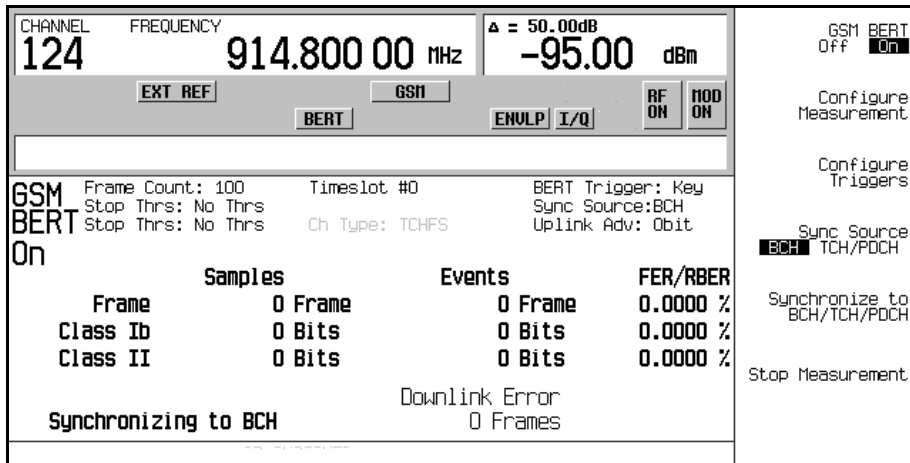 CHANNEL FREQUENCY Δ = 50.00dB
124 914.800 00 MHz -95.00 dBm
EXT REF GSM RF ON MOD ON
BERT ENVLP I/Q
GSM BERT On
Frame Count: 100 Timeslot #0 BERT Trigger: Key
Stop Thrs: No Thrs Sync Source:BCH
Stop Thrs: No Thrs Ch Type: TCHFS Uplink Adv: 0bit
Samples Events FER/RBER
Frame 0 Frame 0 Frame 0.0000 %
Class Ib 0 Bits 0 Bits 0.0000 %
Class II 0 Bits 0 Bits 0.0000 %
Downlink Error
Synchronizing to BCH 0 Frames
GSM BERT
Off On
Configure
Measurement
Configure
Triggers
Sync Source
BCH TCH/PDCH
Synchronize to
BCH/TCH/PDCH
Stop Measurement